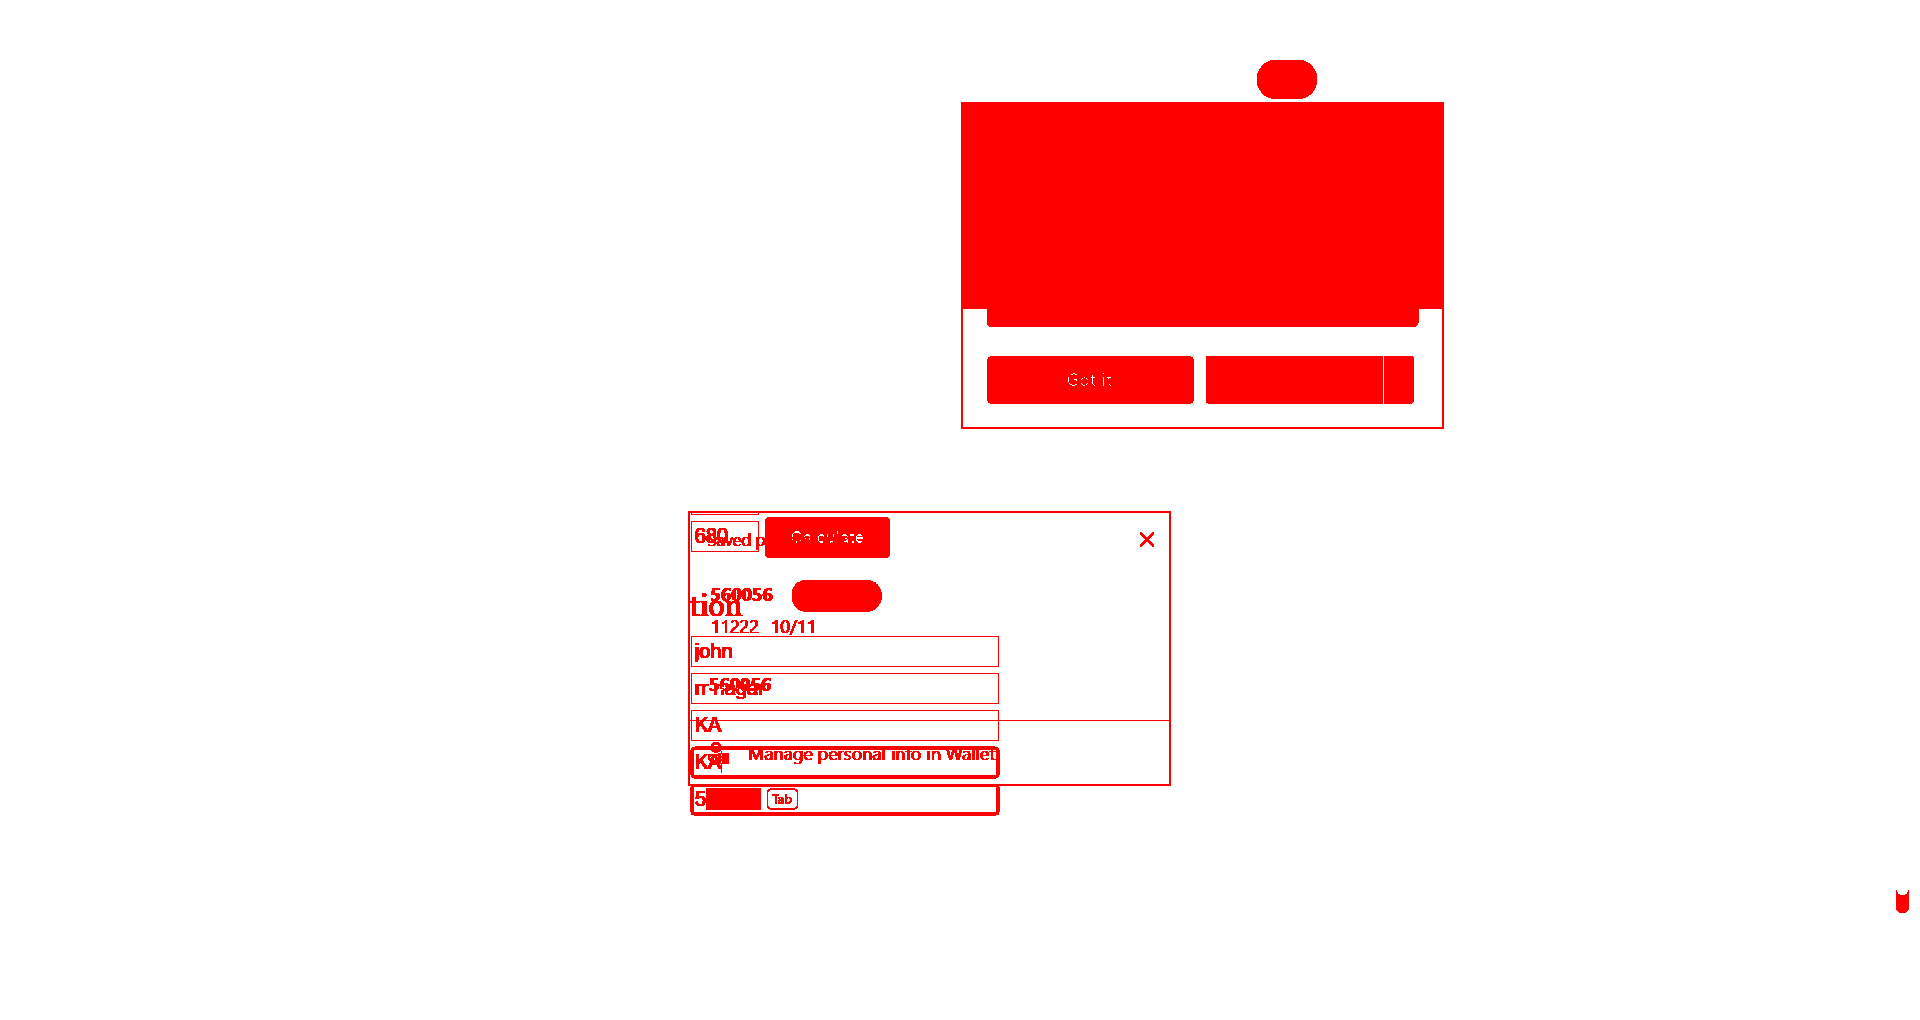 Got it
680
Calculate
560056
tion
11222 10/11
john
560056
rr nagar
KA
Manage personal info in Wallet
KA
5
Tab